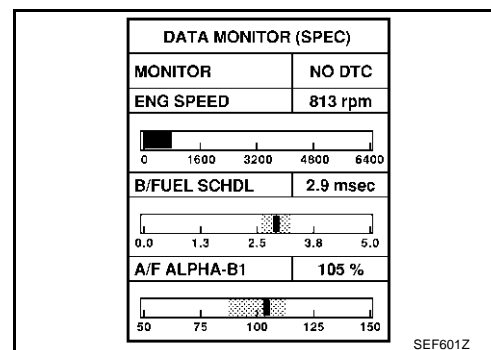 DATA MONITOR (SPEC)
MONITOR NO DTC
ENG SPEED 813 rpm
0 1600 3200 4800 6400
B/FUEL SCHDL 2.9 msec
0.0 1.3 2.5 3.8 5.0
A/F ALPHA-B1 105 %
50 75 100 125 150
SEF601Z